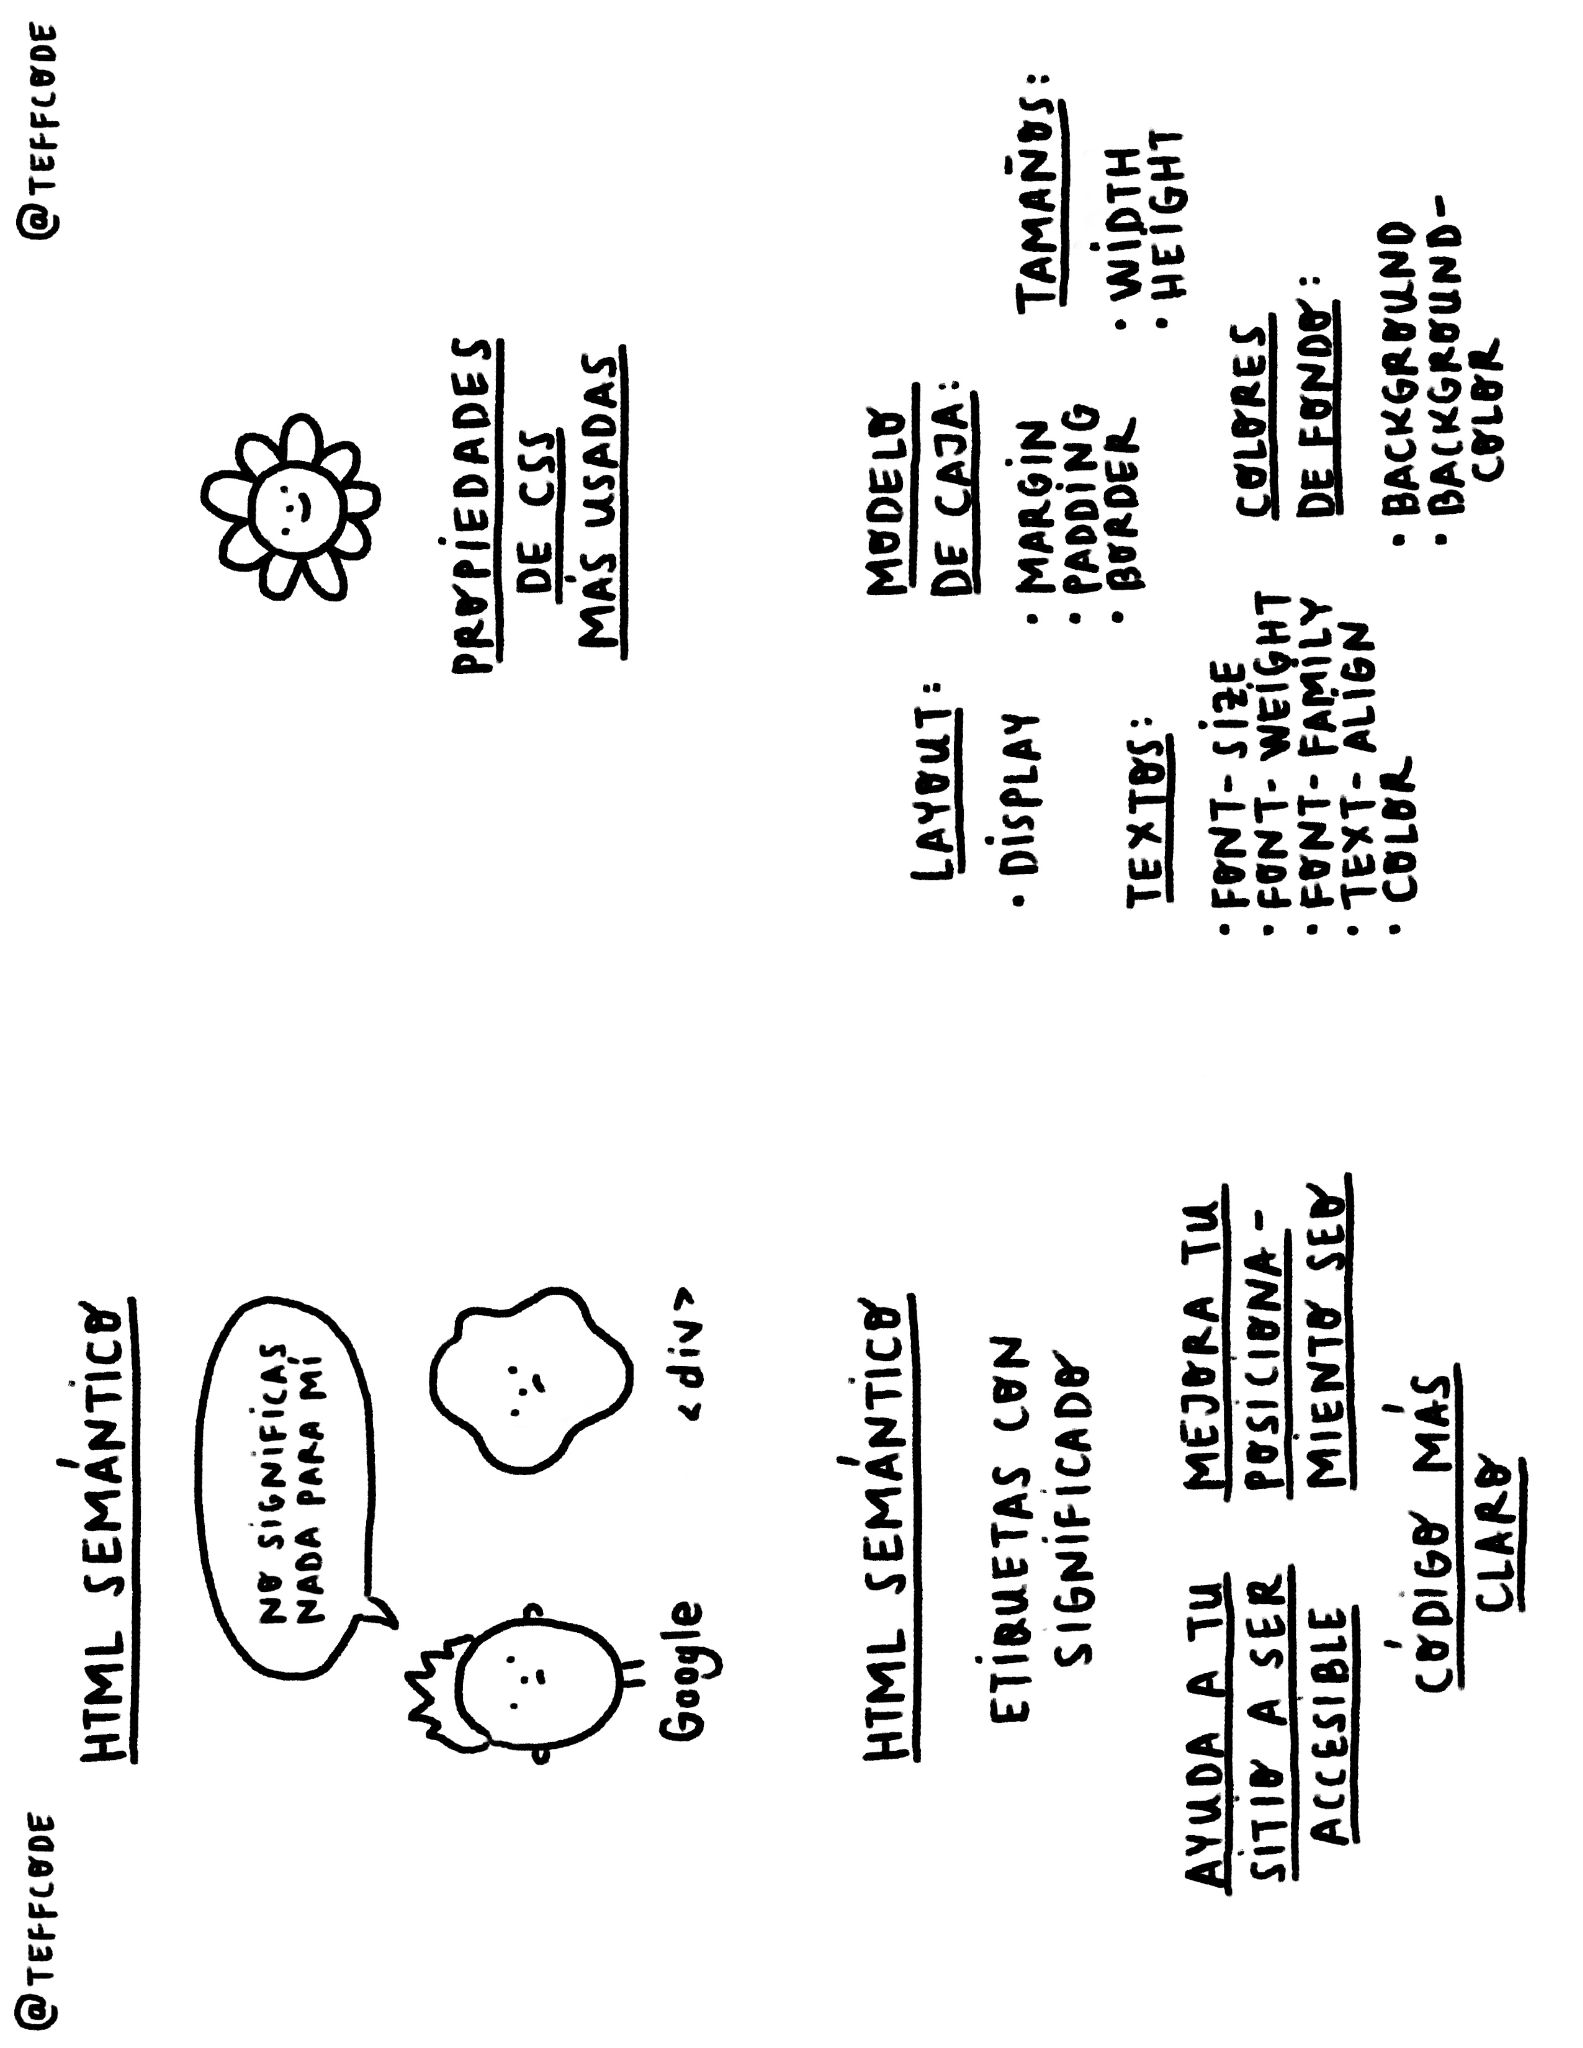 @TEFFCODE
HTML SEMÁNTICO
NO SIGNIFICAS
NADA PARA MÍ
Google
<div>
HTML SEMÁNTICO
ETIQUETAS CON
SIGNIFICADO
AYUDA A TU
SITIO A SER
ACCESIBLE
MEJORA TU
POSICIONA-
MIENTO SEO
CÓDIGO MÁS
CLARO
@TEFFCODE
PROPIEDADES
DE CSS
MÁS USADAS
LAYOUT:
• DISPLAY
MODELO
DE CAJA:
• MARGIN
• PADDING
• BORDER
TAMAÑOS:
• WIDTH
• HEIGHT
TEXTOS:
• FONT-SIZE
• FONT-WEIGHT
• FONT-FAMILY
• TEXT-ALIGN
• COLOR
COLORES
DE FONDO:
• BACKGROUND
• BACKGROUND-
COLOR